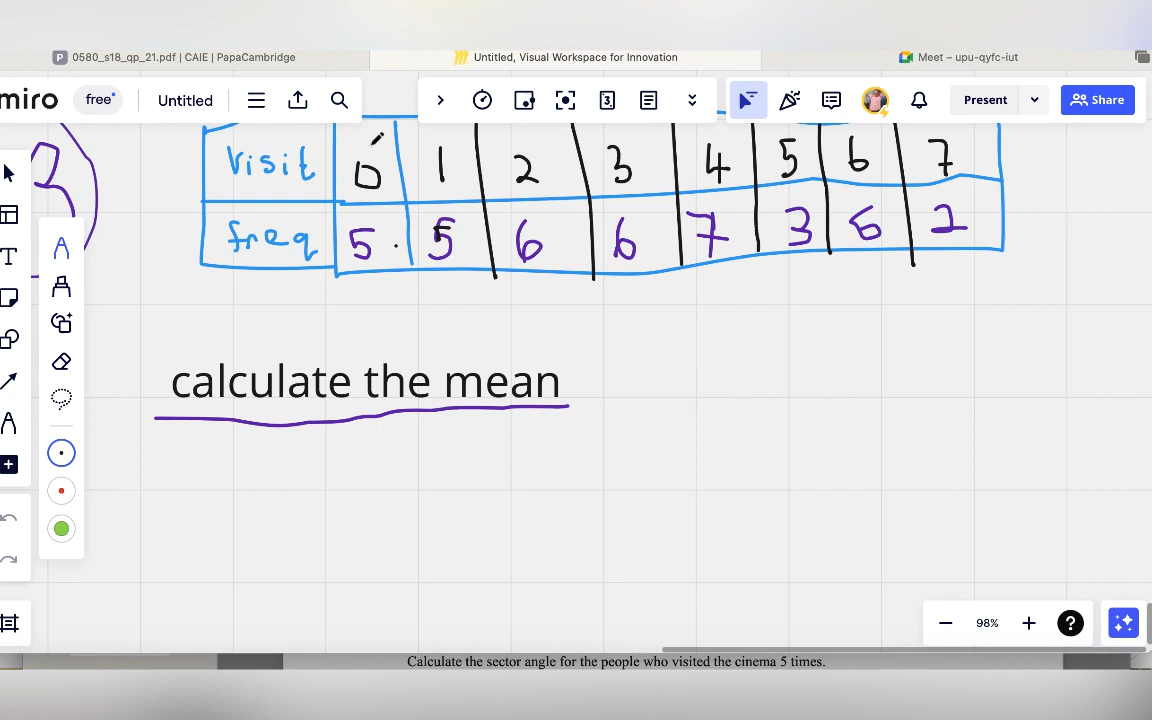 0580_s18_qp_21.pdf | CAIE | PapaCambridge
Untitled, Visual Workspace for Innovation
Meet – upu-qyfc-iut
miro
free
Untitled
3
Present
Share
Visit 0 1 2 3 4 5 6 7
freq 5 . 5 6 6 7 3 6 2
calculate the mean
98%
?
Calculate the sector angle for the people who visited the cinema 5 times.